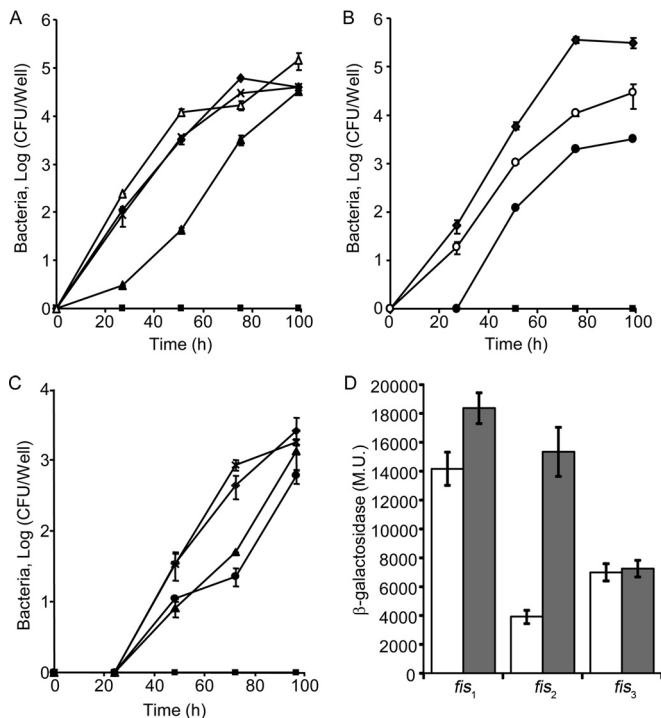 A
Bacteria, Log (CFU/Well)
6
5
4
3
2
1
0
0 20 40 60 80 100
Time (h)
B
Bacteria, Log (CFU/Well)
6
5
4
3
2
1
0
0 20 40 60 80 100
Time (h)
C
Bacteria, Log (CFU/Well)
4
3
2
1
0
0 20 40 60 80 100
Time (h)
D
β-galactosidase (M.U.)
20000
18000
16000
14000
12000
10000
8000
6000
4000
2000
0
fis₁ fis₂ fis₃